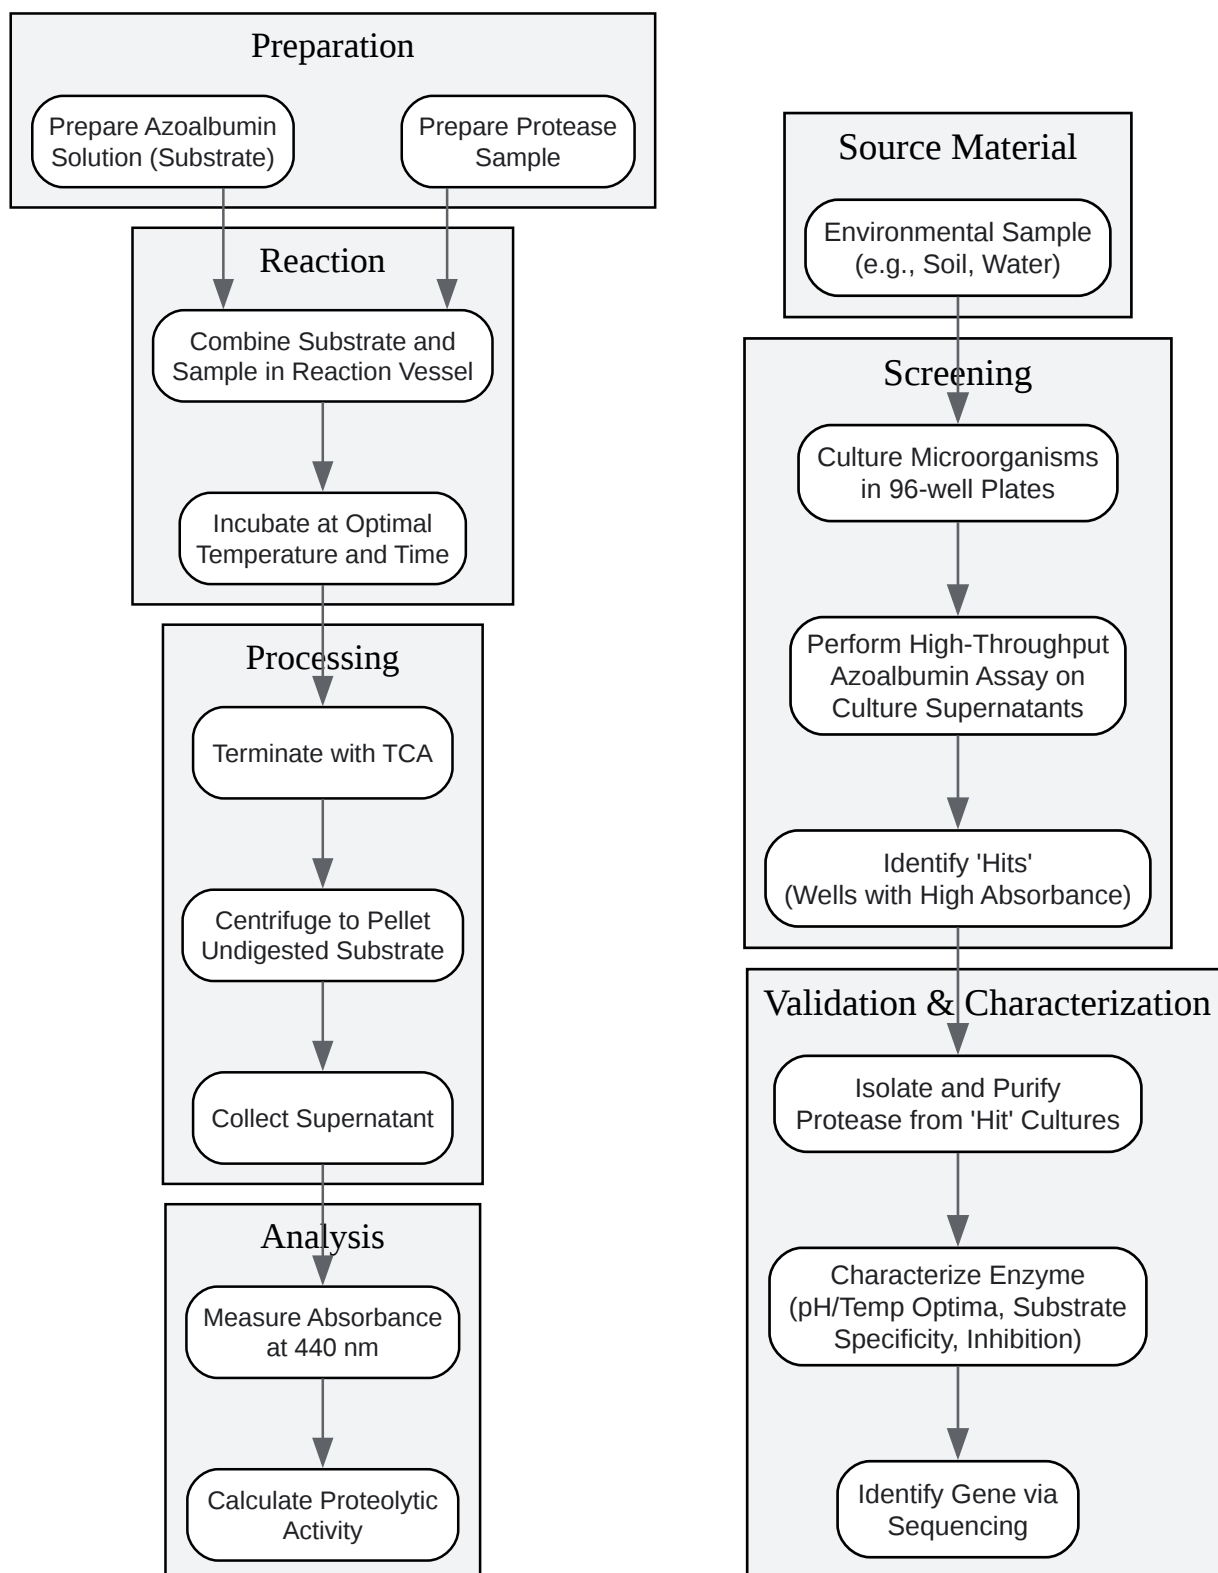 Preparation
Prepare Azoalbumin
Solution (Substrate)
Prepare Protease
Sample
Reaction
Combine Substrate and
Sample in Reaction Vessel
Incubate at Optimal
Temperature and Time
Processing
Terminate with TCA
Centrifuge to Pellet
Undigested Substrate
Collect Supernatant
Analysis
Measure Absorbance
at 440 nm
Calculate Proteolytic
Activity
Source Material
Environmental Sample
(e.g., Soil, Water)
Screening
Culture Microorganisms
in 96-well Plates
Perform High-Throughput
Azoalbumin Assay on
Culture Supernatants
Identify 'Hits'
(Wells with High Absorbance)
Validation & Characterization
Isolate and Purify
Protease from 'Hit' Cultures
Characterize Enzyme
(pH/Temp Optima, Substrate
Specificity, Inhibition)
Identify Gene via
Sequencing